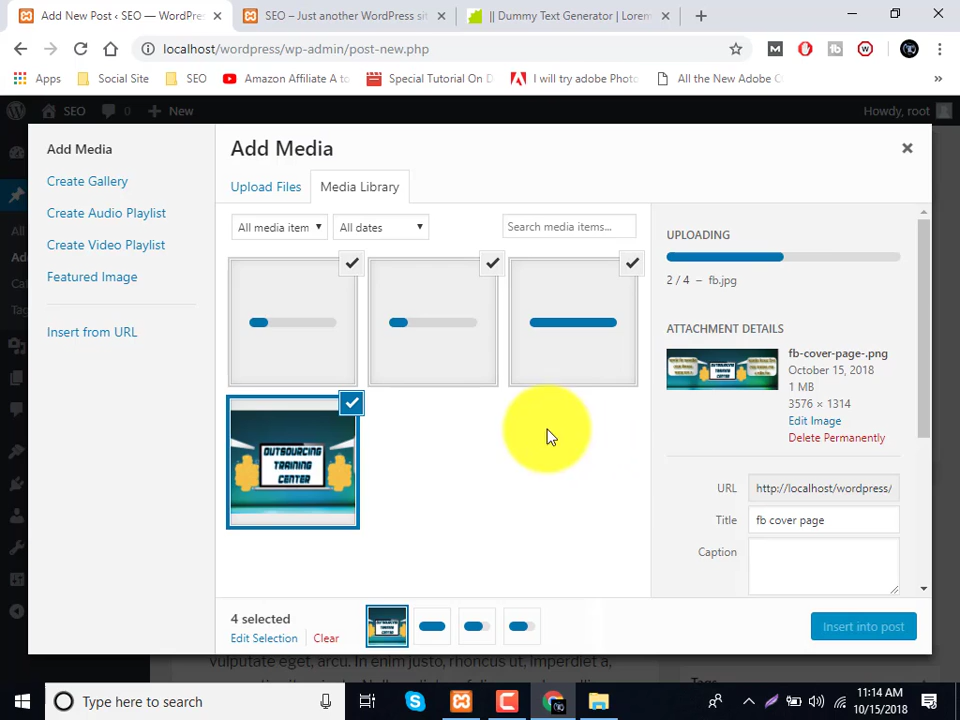 Add New Post ‹ SEO — WordPres
SEO – Just another WordPress sit
|| Dummy Text Generator | Lorem
localhost/wordpress/wp-admin/post-new.php
Apps
Social Site
SEO
Amazon Affiliate A to
Special Tutorial On D
I will try adobe Photo
All the New Adobe C
»
SEO
0
New
Howdy, root
Add Media
Create Gallery
Create Audio Playlist
Create Video Playlist
Featured Image
Insert from URL
Add Media
Upload Files
Media Library
All media item
All dates
Search media items...
OUTSOURCING
TRAINING
CENTER
UPLOADING
2 / 4 – fb.jpg
ATTACHMENT DETAILS
fb-cover-page-.png
October 15, 2018
1 MB
3576 × 1314
Edit Image
Delete Permanently
URL
http://localhost/wordpress/
Title
fb cover page
Caption
4 selected
Edit Selection
Clear
Insert into post
vulputate eget, arcu. In enim justo, rhoncus ut, imperdiet a,
Type here to search
11:14 AM
10/15/2018